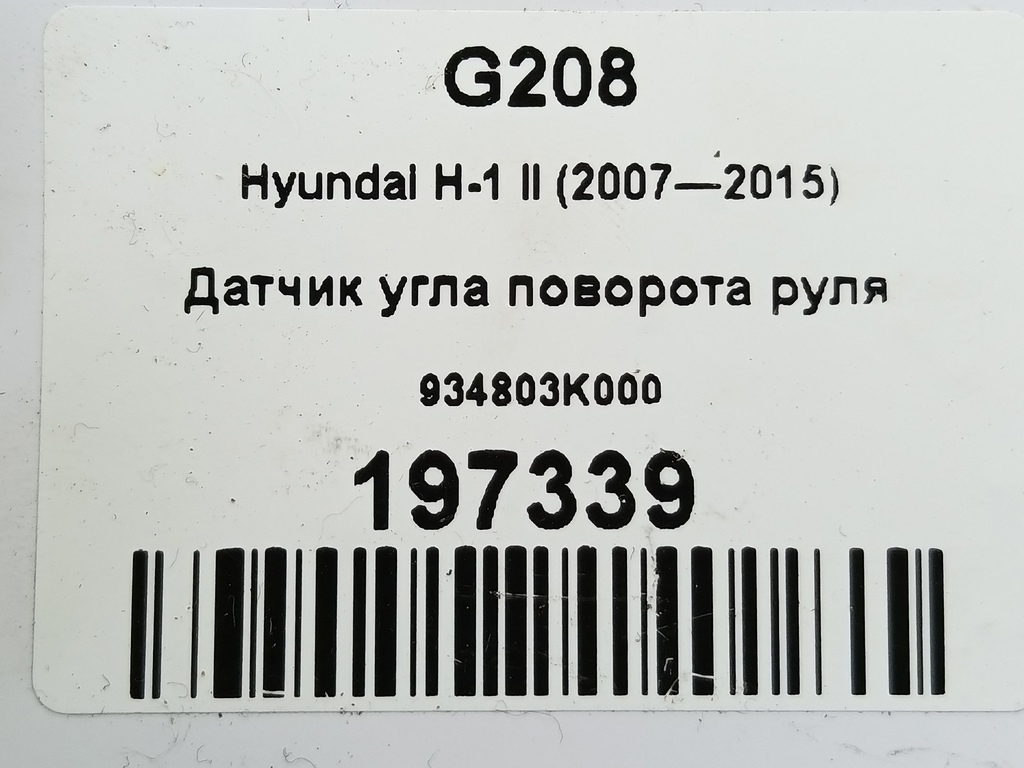 G208
Hyundai H-1 II (2007—2015)
Датчик угла поворота руля
934803K000
197339